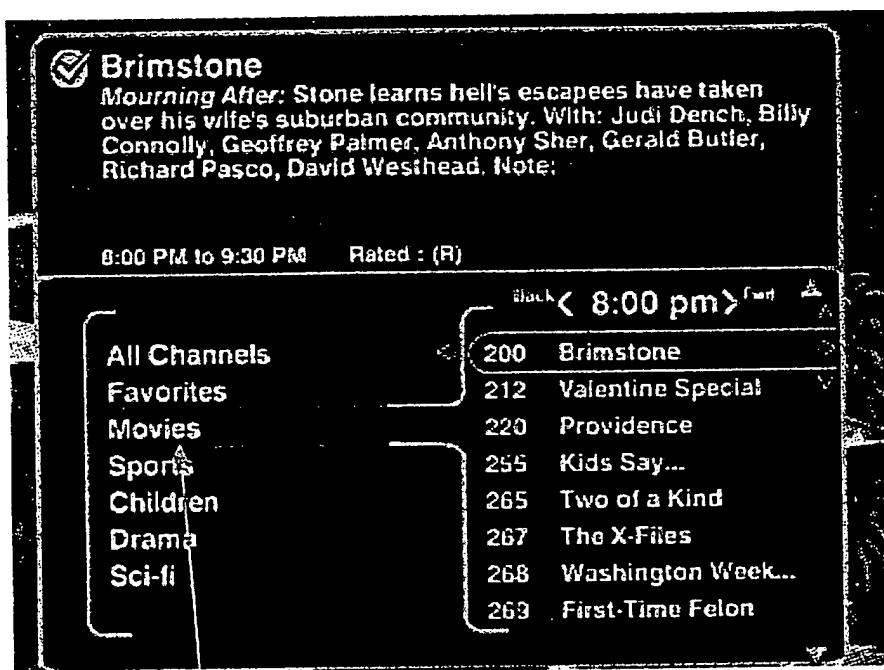 Brimstone
Mourning After: Stone learns hell's escapees have taken
over his wife's suburban community. With: Judi Dench, Billy
Connolly, Geoffrey Palmer, Anthony Sher, Gerald Butler,
Richard Pasco, David Westhead. Note:
8:00 PM to 9:30 PM Rated : (R)
Back < 8:00 pm >
All Channels
Favorites
Movies
Sports
Children
Drama
Sci-fi
200 Brimstone
212 Valentine Special
220 Providence
255 Kids Say...
265 Two of a Kind
267 The X-Files
268 Washington Week...
269 First-Time Felon